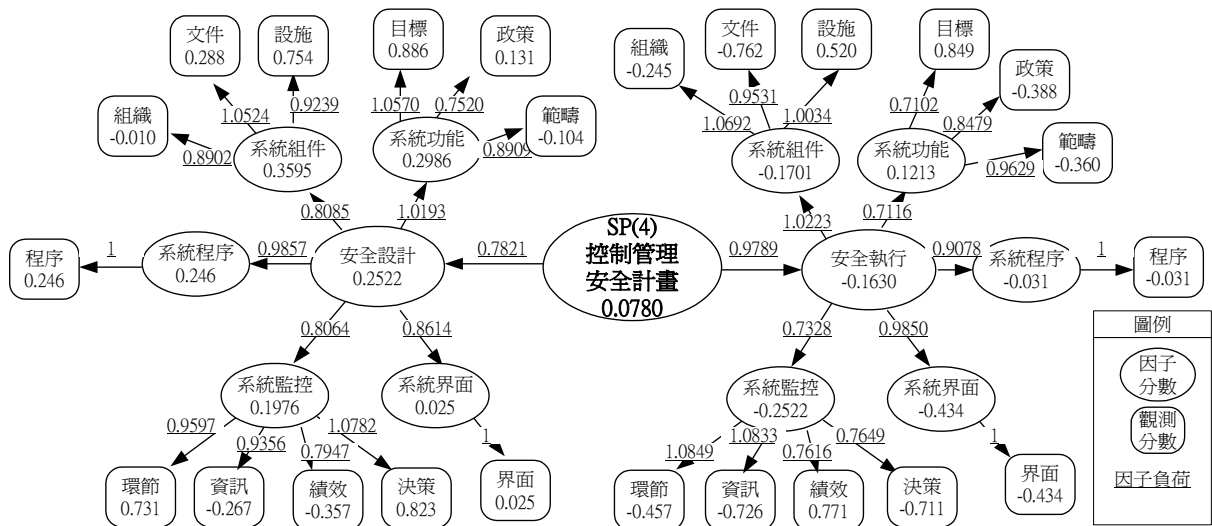 文件
0.288
設施
0.754
目標
0.886
政策
0.131
組織
-0.010
範疇
-0.104
1.0524
0.9239
1.0570
0.7520
0.8902
0.8909
系統組件
0.3595
系統功能
0.2986
0.8085
1.0193
程序
0.246
1
系統程序
0.246
0.9857
安全設計
0.2522
0.7821
0.8064
0.8614
系統監控
0.1976
系統界面
0.025
0.9597
0.9356
0.7947
1.0782
1
環節
0.731
資訊
-0.267
績效
-0.357
決策
0.823
界面
0.025
SP(4)
控制管理
安全計畫
0.0780
組織
-0.245
文件
-0.762
設施
0.520
目標
0.849
政策
-0.388
範疇
-0.360
0.9531
1.0692
1.0034
0.7102
0.8479
0.9629
系統組件
-0.1701
系統功能
0.1213
1.0223
0.7116
0.9789
安全執行
-0.1630
0.9078
系統程序
-0.031
1
程序
-0.031
0.7328
0.9850
系統監控
-0.2522
系統界面
-0.434
1.0849
1.0833
0.7616
0.7649
1
環節
-0.457
資訊
-0.726
績效
0.771
決策
-0.711
界面
-0.434
圖例
因子
分數
觀測
分數
因子負荷